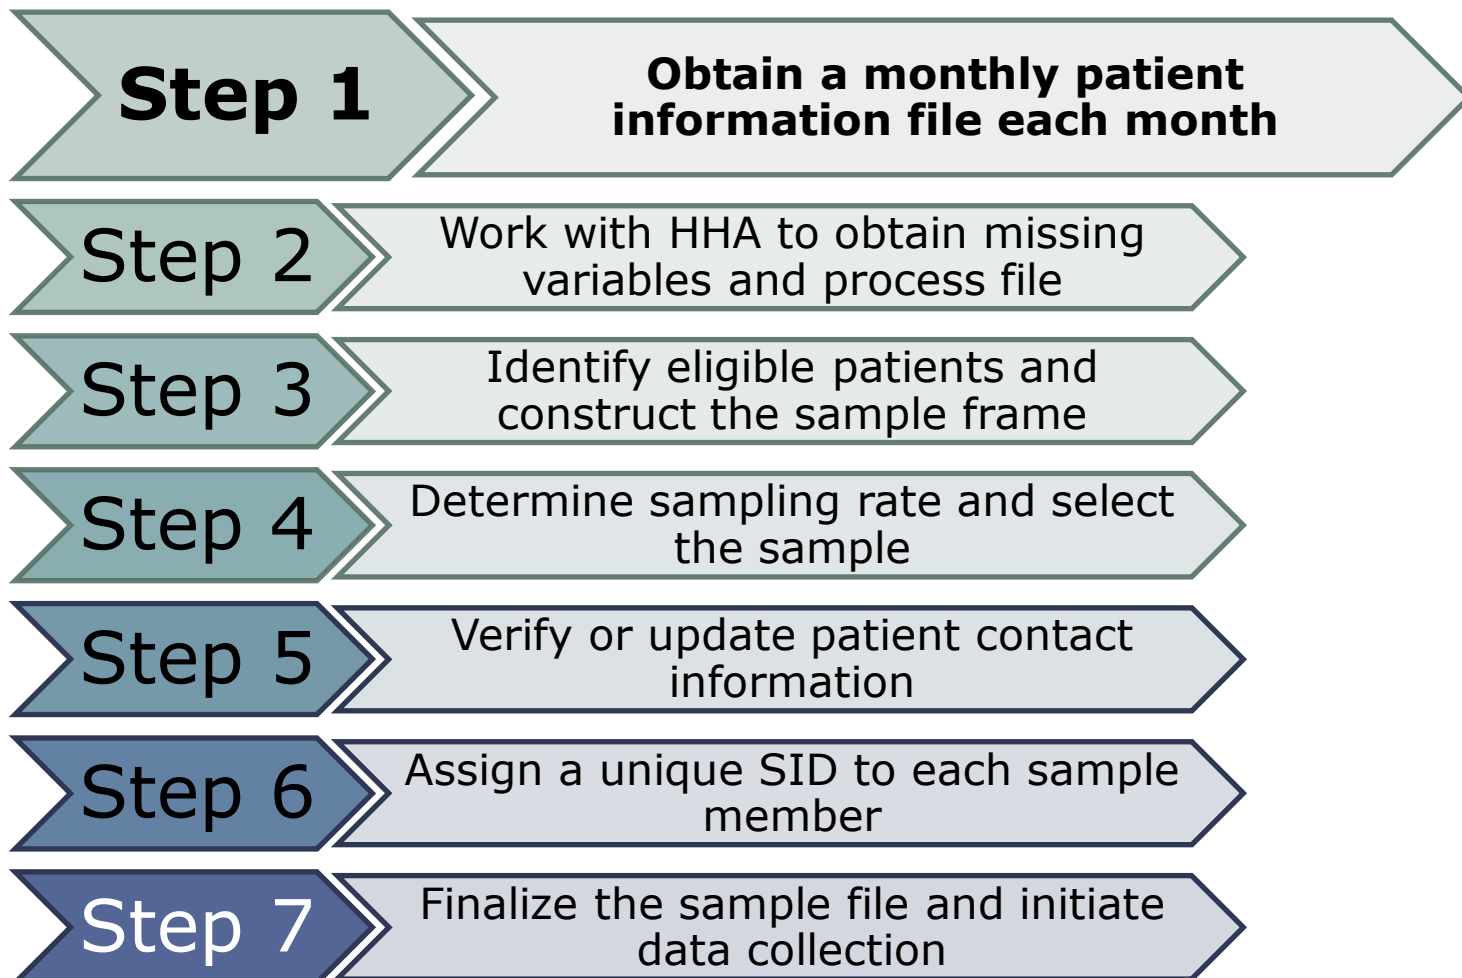 Step 1
Obtain a monthly patient
information file each month
Step 2
Work with HHA to obtain missing
variables and process file
Step 3
Identify eligible patients and
construct the sample frame
Step 4
Determine sampling rate and select
the sample
Step 5
Verify or update patient contact
information
Step 6
Assign a unique SID to each sample
member
Step 7
Finalize the sample file and initiate
data collection